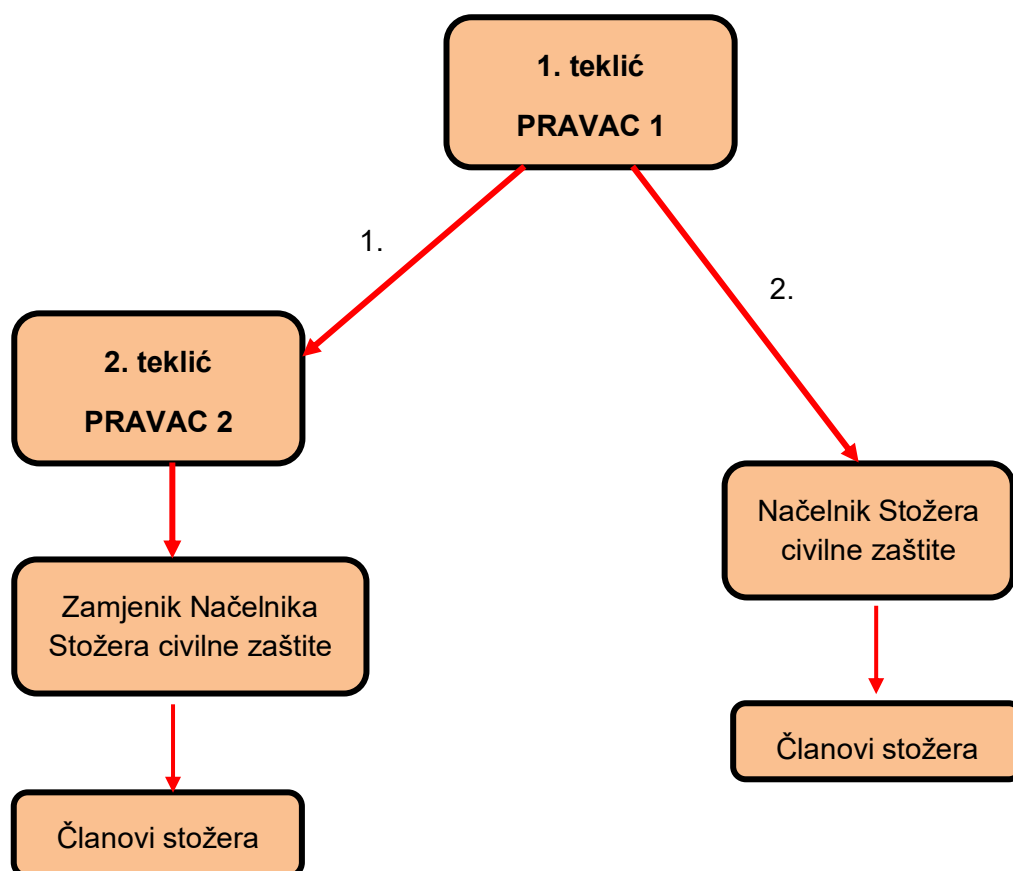 1. teklić
PRAVAC 1
1.
2.
2. teklić
PRAVAC 2
Načelnik Stožera
civilne zaštite
Zamjenik Načelnika
Stožera civilne zaštite
Članovi stožera
Članovi stožera